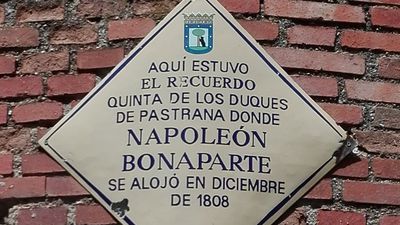 AQUÍ ESTUVO
EL RECUERDO
QUINTA DE LOS DUQUES
DE PASTRANA DONDE
NAPOLEÓN
BONAPARTE
SE ALOJÓ EN DICIEMBRE
DE 1808